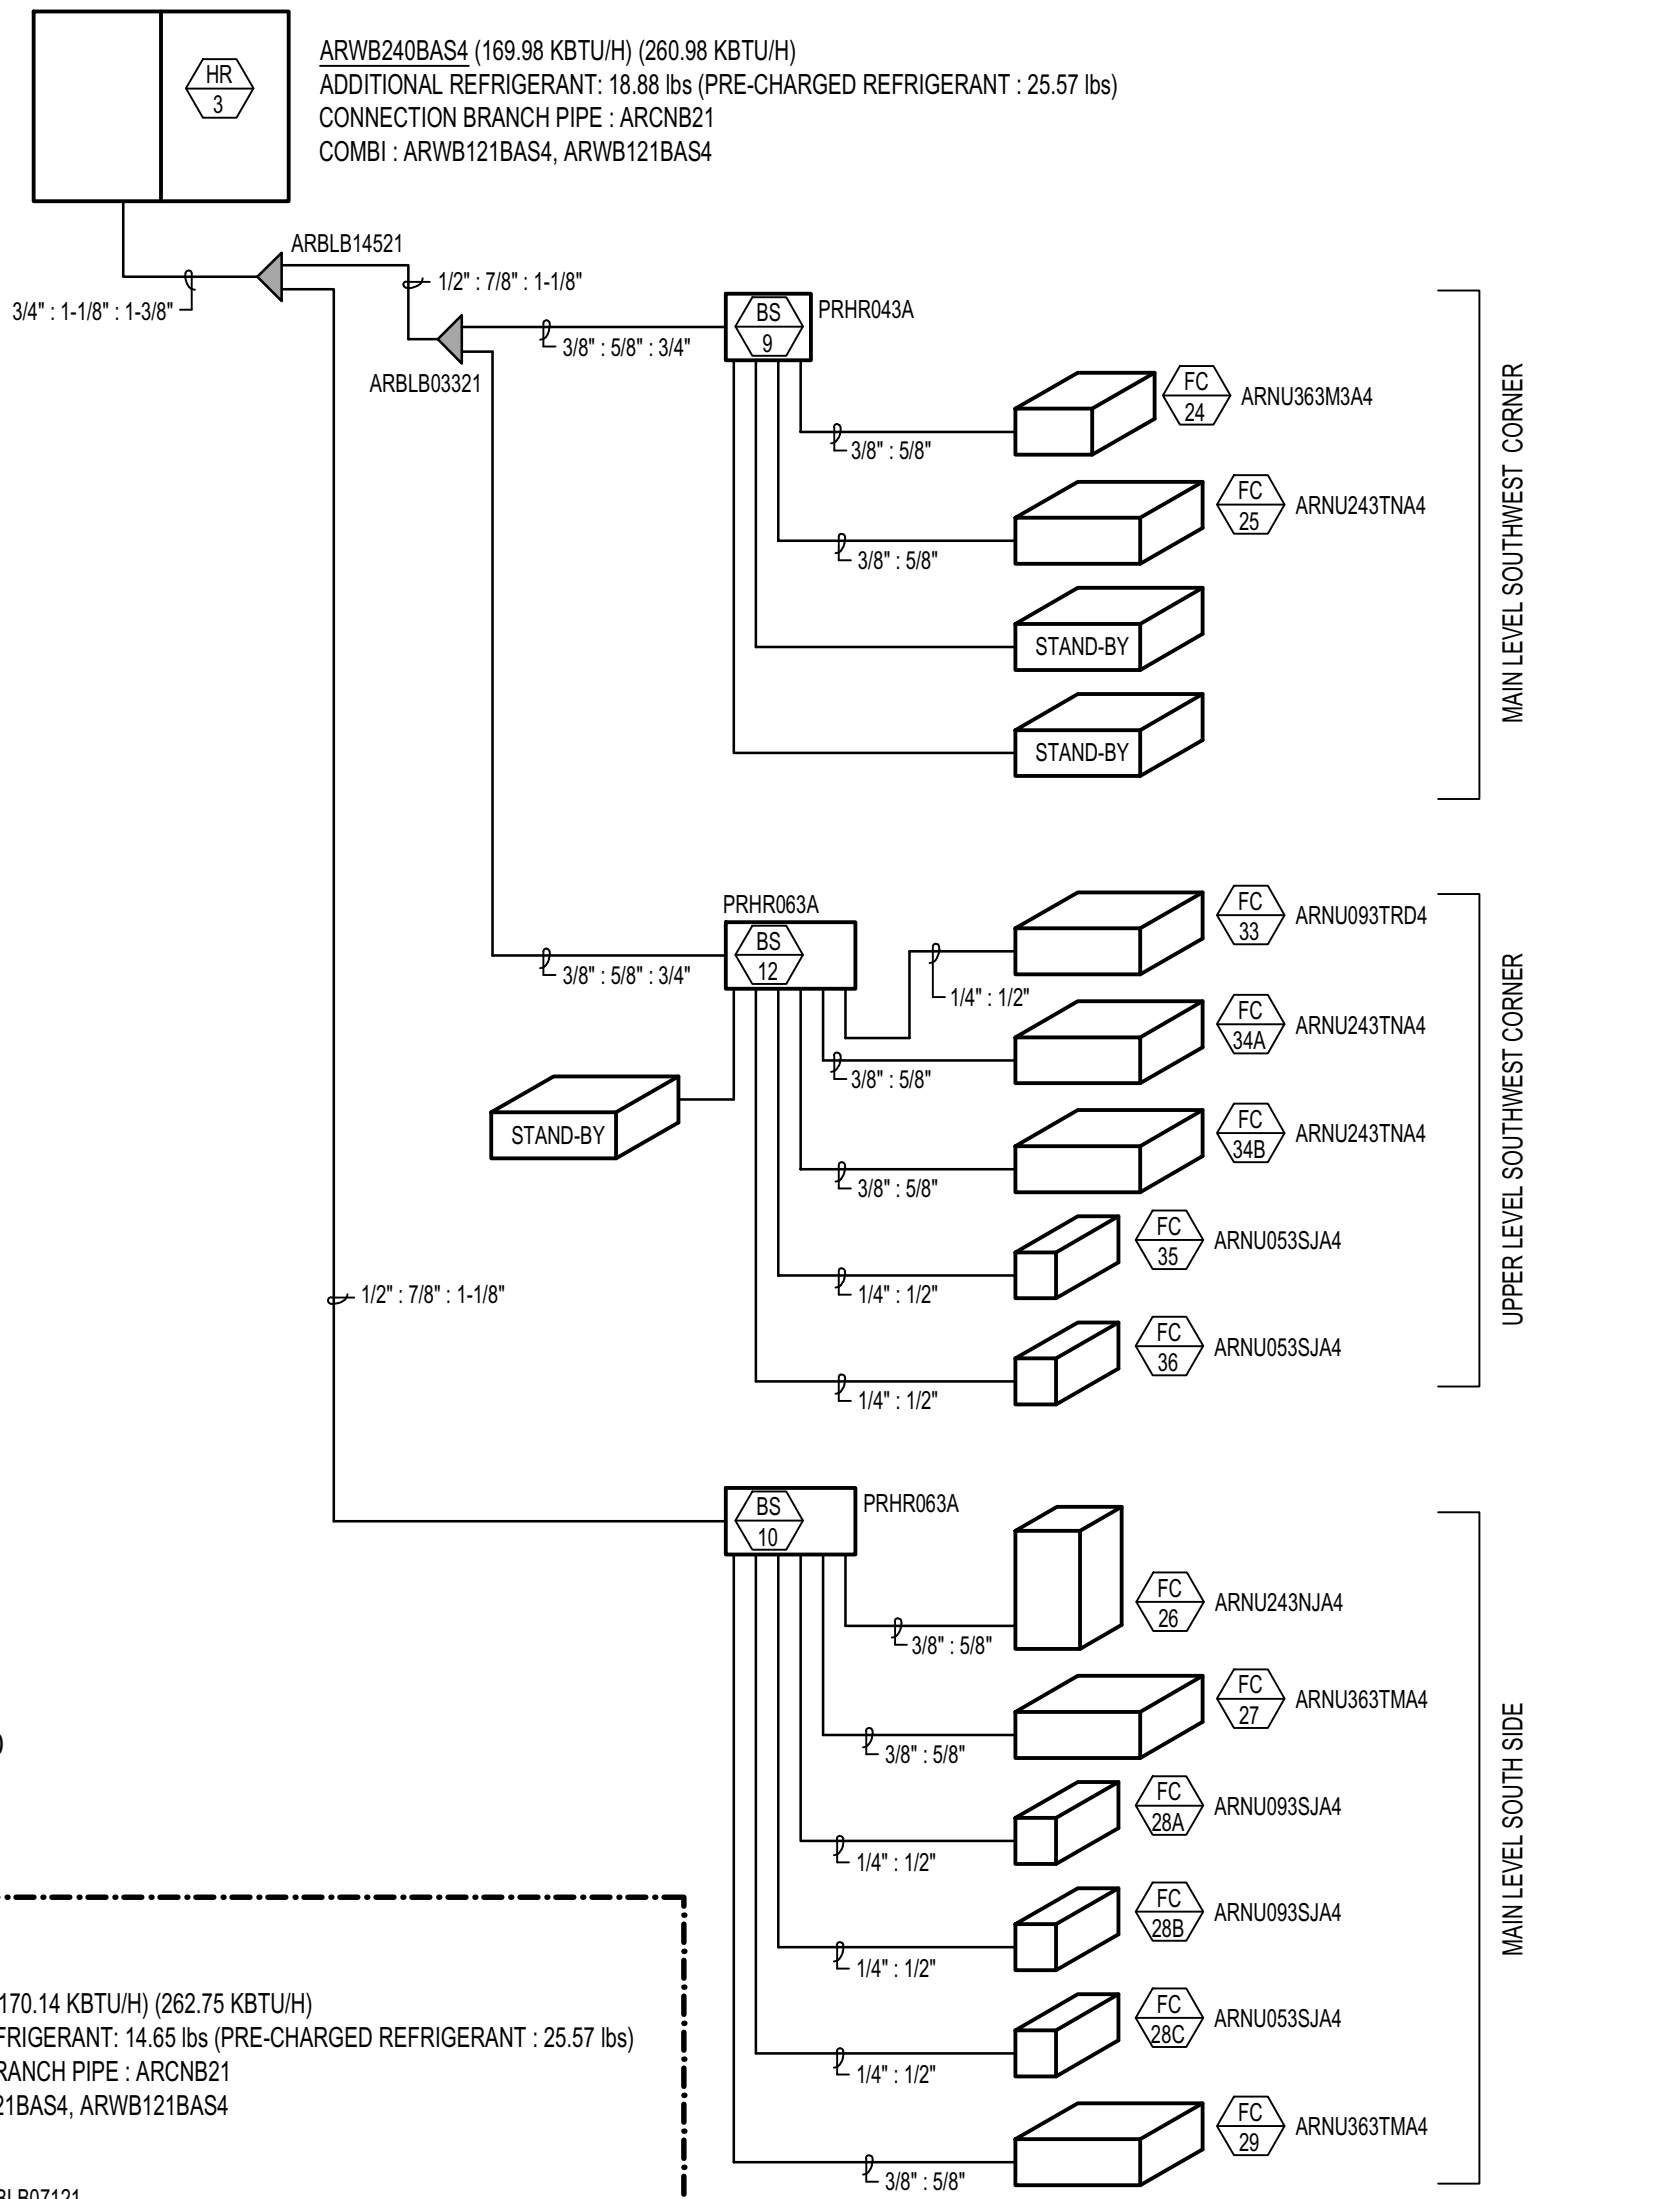 HR
3
ARWB240BAS4 (169.98 KBTU/H) (260.98 KBTU/H)
ADDITIONAL REFRIGERANT: 18.88 lbs (PRE-CHARGED REFRIGERANT : 25.57 lbs)
CONNECTION BRANCH PIPE : ARCNB21
COMBI : ARWB121BAS4, ARWB121BAS4
ARBLB14521
3/4" : 1-1/8" : 1-3/8"
1/2" : 7/8" : 1-1/8"
ARBLB03321
3/8" : 5/8" : 3/4"
BS
9
PRHR043A
FC
24
ARNU363M3A4
3/8" : 5/8"
FC
25
ARNU243TNA4
3/8" : 5/8"
STAND-BY
STAND-BY
MAIN LEVEL SOUTHWEST CORNER
PRHR063A
BS
12
3/8" : 5/8" : 3/4"
FC
33
ARNU093TRD4
1/4" : 1/2"
FC
34A
ARNU243TNA4
3/8" : 5/8"
STAND-BY
FC
34B
ARNU243TNA4
3/8" : 5/8"
FC
35
ARNU053SJA4
1/4" : 1/2"
FC
36
ARNU053SJA4
1/4" : 1/2"
UPPER LEVEL SOUTHWEST CORNER
1/2" : 7/8" : 1-1/8"
BS
10
PRHR063A
FC
26
ARNU243NJA4
3/8" : 5/8"
FC
27
ARNU363TMA4
3/8" : 5/8"
FC
28A
ARNU093SJA4
1/4" : 1/2"
FC
28B
ARNU093SJA4
1/4" : 1/2"
FC
28C
ARNU053SJA4
1/4" : 1/2"
FC
29
ARNU363TMA4
3/8" : 5/8"
MAIN LEVEL SOUTH SIDE
)
170.14 KBTU/H) (262.75 KBTU/H)
FRIGERANT: 14.65 lbs (PRE-CHARGED REFRIGERANT : 25.57 lbs)
RANCH PIPE : ARCNB21
21BAS4, ARWB121BAS4
BLB07121